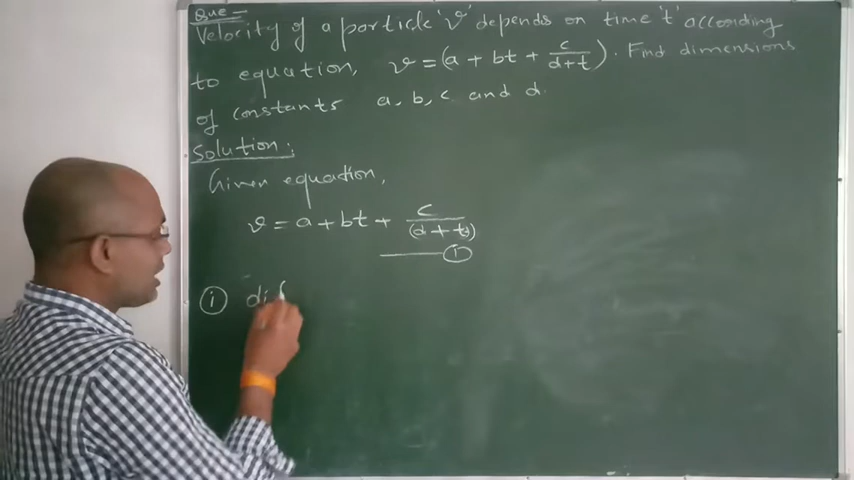 Que -
Velocity of a particle 'v' depends on time 't' according
to equation, v = (a + bt + c/(d+t)). Find dimensions
of constants a, b, c and d.
Solution:
Given equation,
v = a + bt + c/(d + t)
① 
(i) dif